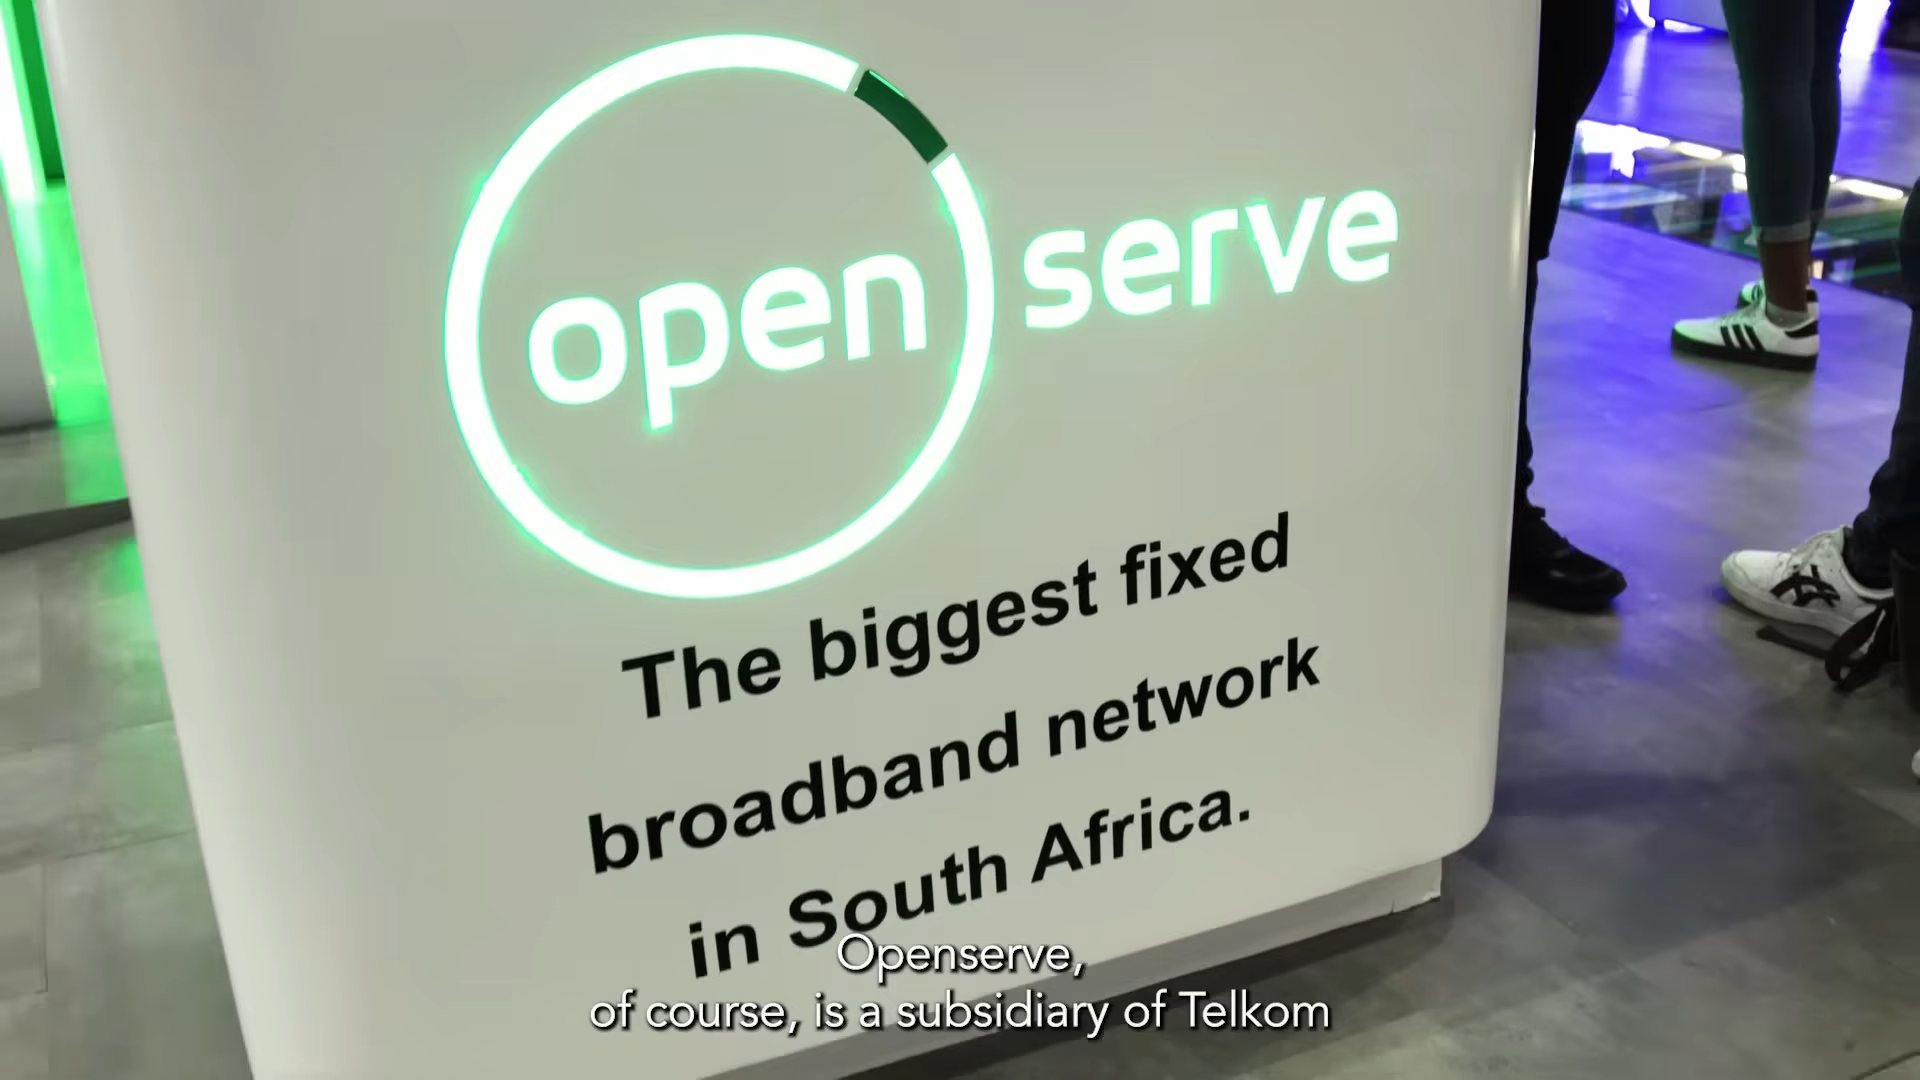 open serve
The biggest fixed
broadband network
in South Africa.
Openserve,
of course, is a subsidiary of Telkom